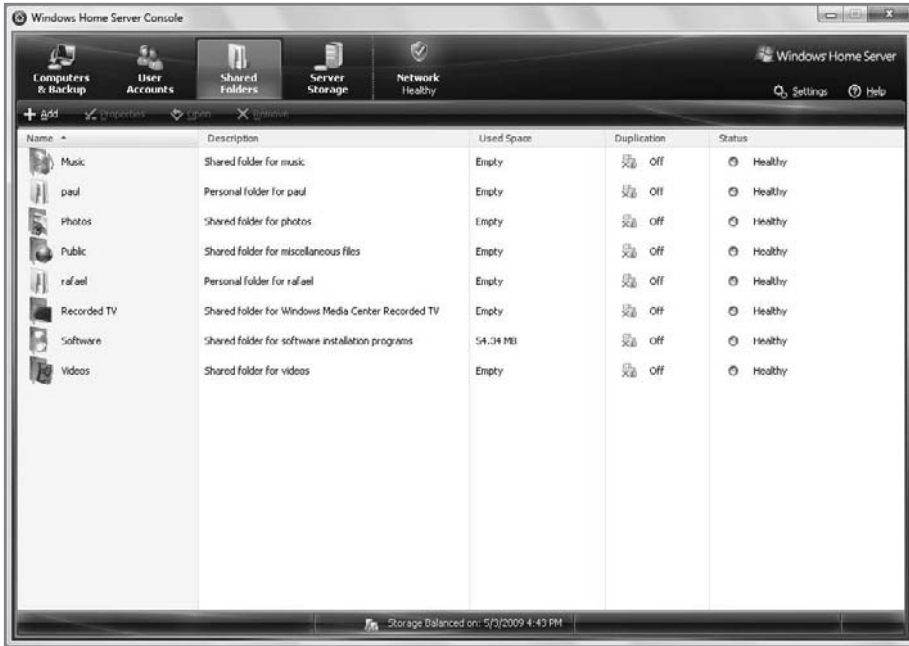 Windows Home Server Console
Computers & Backup
User Accounts
Shared Folders
Server Storage
Network Healthy
Windows Home Server
Settings Help
Add Properties Open Remove
Name Description Used Space Duplication Status
Music Shared folder for music Empty Off Healthy
paul Personal folder for paul Empty Off Healthy
Photos Shared folder for photos Empty Off Healthy
Public Shared folder for miscellaneous files Empty Off Healthy
rafael Personal folder for rafael Empty Off Healthy
Recorded TV Shared folder for Windows Media Center Recorded TV Empty Off Healthy
Software Shared folder for software installation programs 54.34 MB Off Healthy
Videos Shared folder for videos Empty Off Healthy
Storage Balanced on: 5/3/2009 4:43 PM